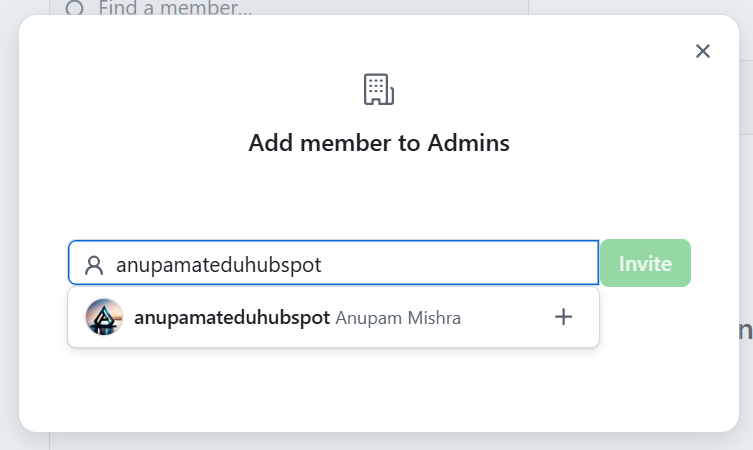 Find a member...
Add member to Admins
anupamateduhubspot Invite
anupamateduhubspot Anupam Mishra